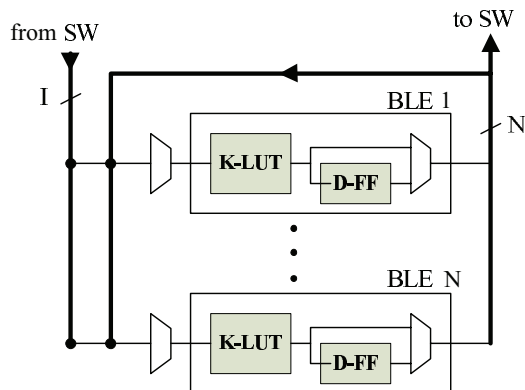 from SW
to SW
I
BLE 1
N
K-LUT
D-FF
BLE N
K-LUT
D-FF